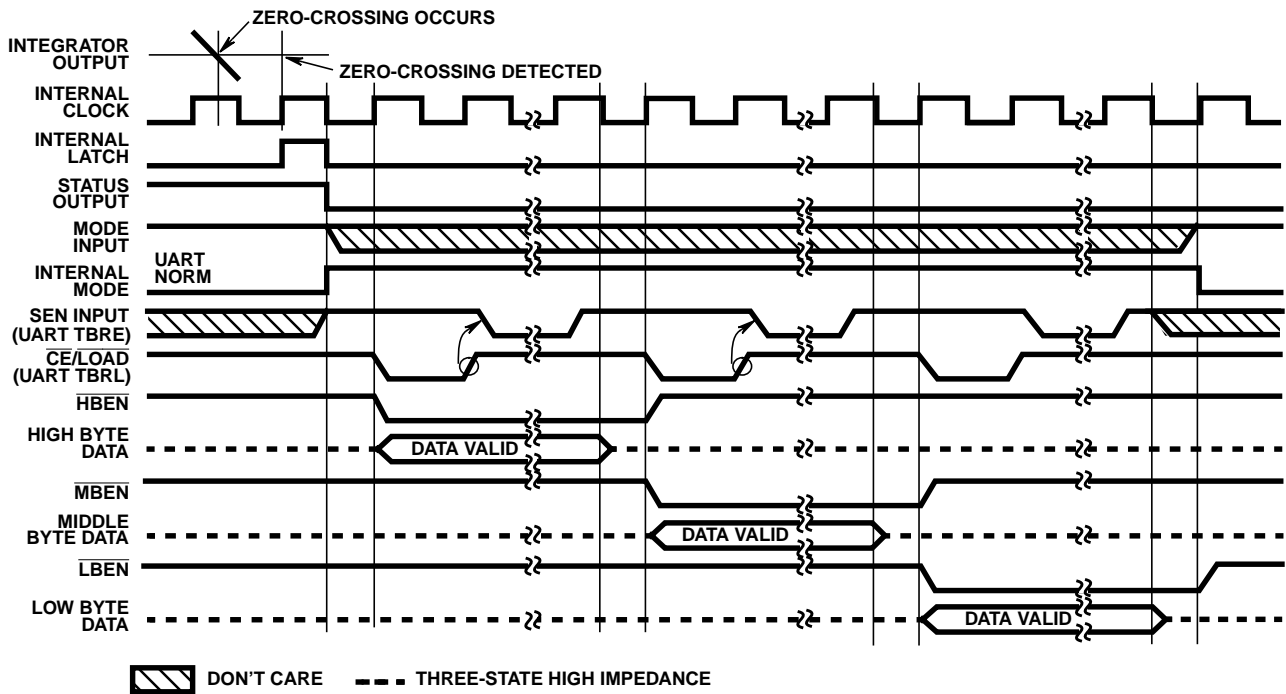 ZERO-CROSSING OCCURS
INTEGRATOR
OUTPUT
ZERO-CROSSING DETECTED
INTERNAL
CLOCK
INTERNAL
LATCH
STATUS
OUTPUT
MODE
INPUT
INTERNAL
MODE
UART
NORM
SEN INPUT
(UART TBRE)
CE/LOAD
(UART TBRL)
HBEN
HIGH BYTE
DATA
DATA VALID
MBEN
MIDDLE
BYTE DATA
DATA VALID
LBEN
LOW BYTE
DATA
DATA VALID
DON'T CARE
THREE-STATE HIGH IMPEDANCE